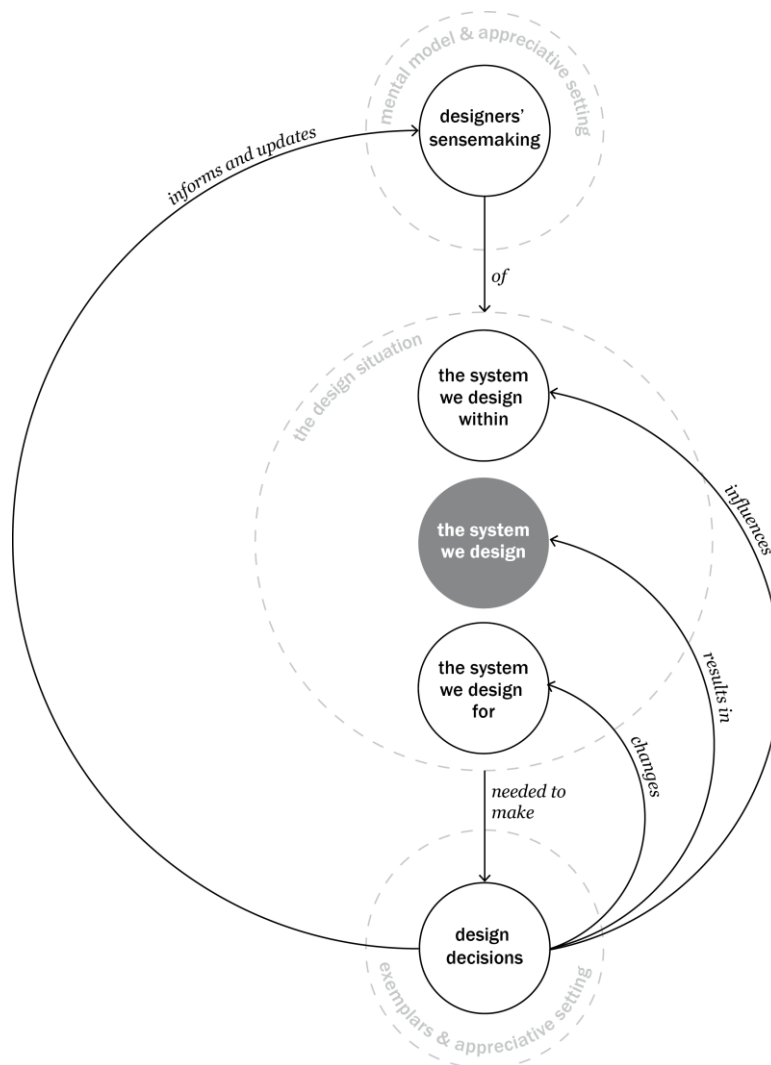 mental model & appreciative setting
designers'
sensemaking
informs and updates
of
the design situation
the system
we design
within
influences
the system
we design
results in
the system
we design
for
changes
needed to
make
design
decisions
exemplars & appreciative setting